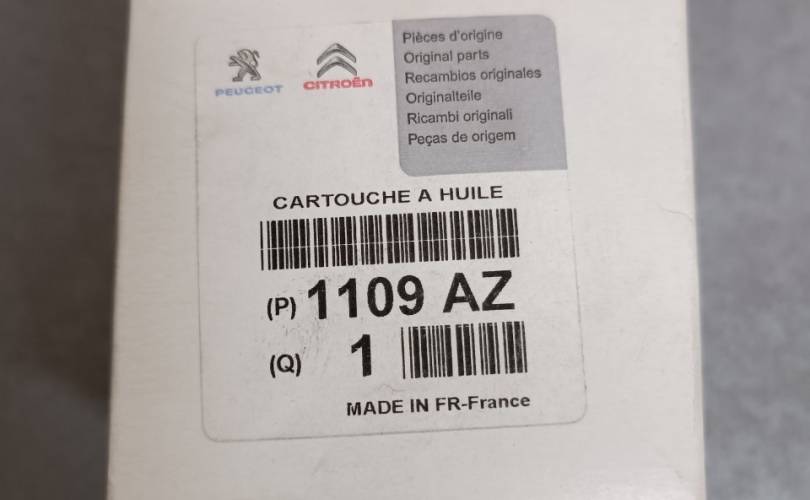 PEUGEOT CITROËN
Pièces d'origine
Original parts
Recambios originales
Originalteile
Ricambi originali
Peças de origem
CARTOUCHE A HUILE
(P) 1109 AZ
(Q) 1
MADE IN FR-France